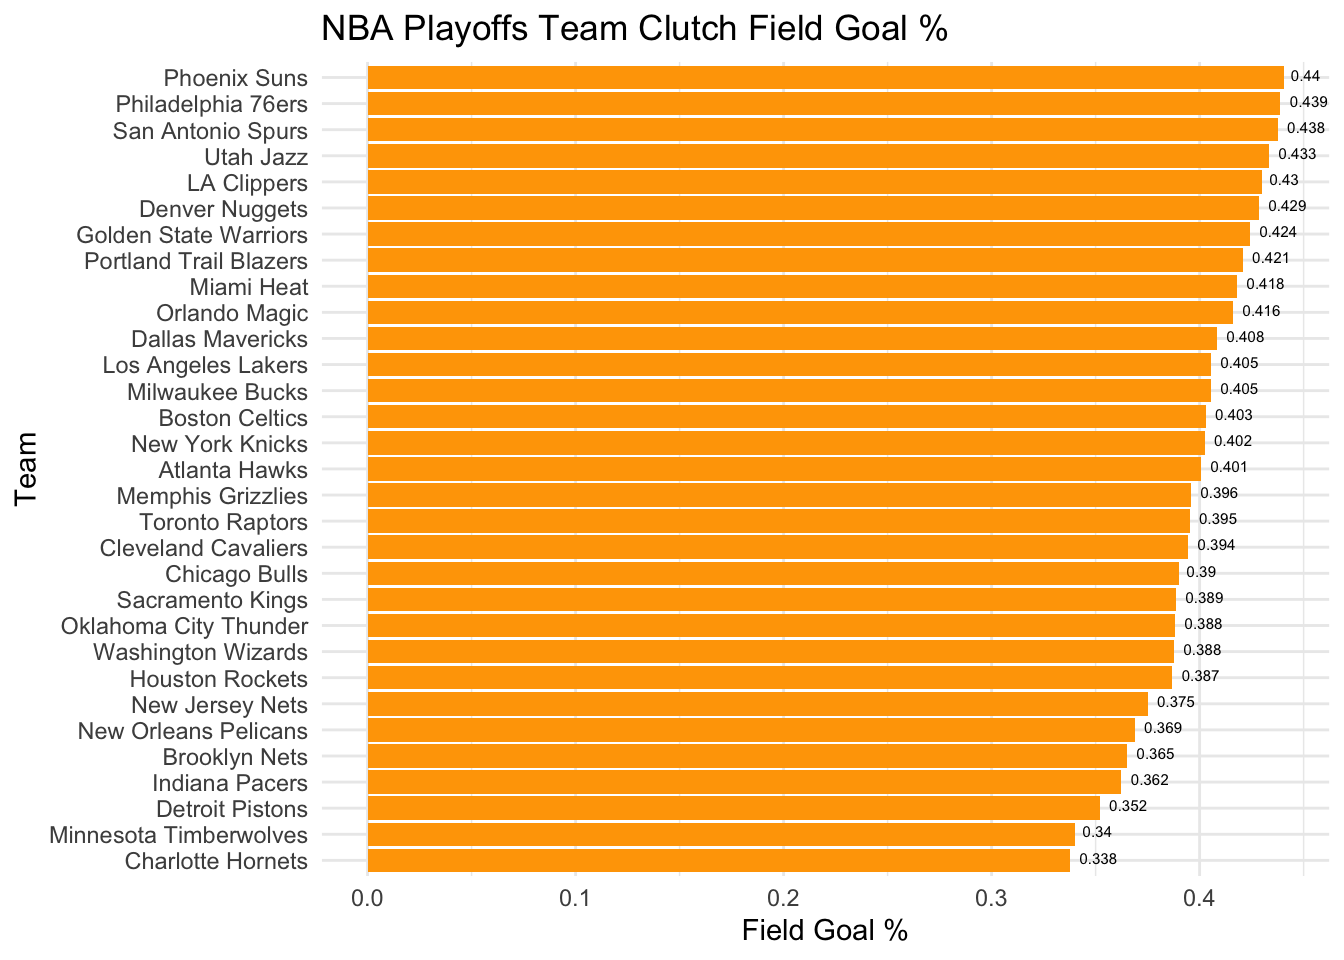 NBA Playoffs Team Clutch Field Goal %
Team
Phoenix Suns 0.44
Philadelphia 76ers 0.439
San Antonio Spurs 0.438
Utah Jazz 0.433
LA Clippers 0.43
Denver Nuggets 0.429
Golden State Warriors 0.424
Portland Trail Blazers 0.421
Miami Heat 0.418
Orlando Magic 0.416
Dallas Mavericks 0.408
Los Angeles Lakers 0.405
Milwaukee Bucks 0.405
Boston Celtics 0.403
New York Knicks 0.402
Atlanta Hawks 0.401
Memphis Grizzlies 0.396
Toronto Raptors 0.395
Cleveland Cavaliers 0.394
Chicago Bulls 0.39
Sacramento Kings 0.389
Oklahoma City Thunder 0.388
Washington Wizards 0.388
Houston Rockets 0.387
New Jersey Nets 0.375
New Orleans Pelicans 0.369
Brooklyn Nets 0.365
Indiana Pacers 0.362
Detroit Pistons 0.352
Minnesota Timberwolves 0.34
Charlotte Hornets 0.338
0.0 0.1 0.2 0.3 0.4
Field Goal %